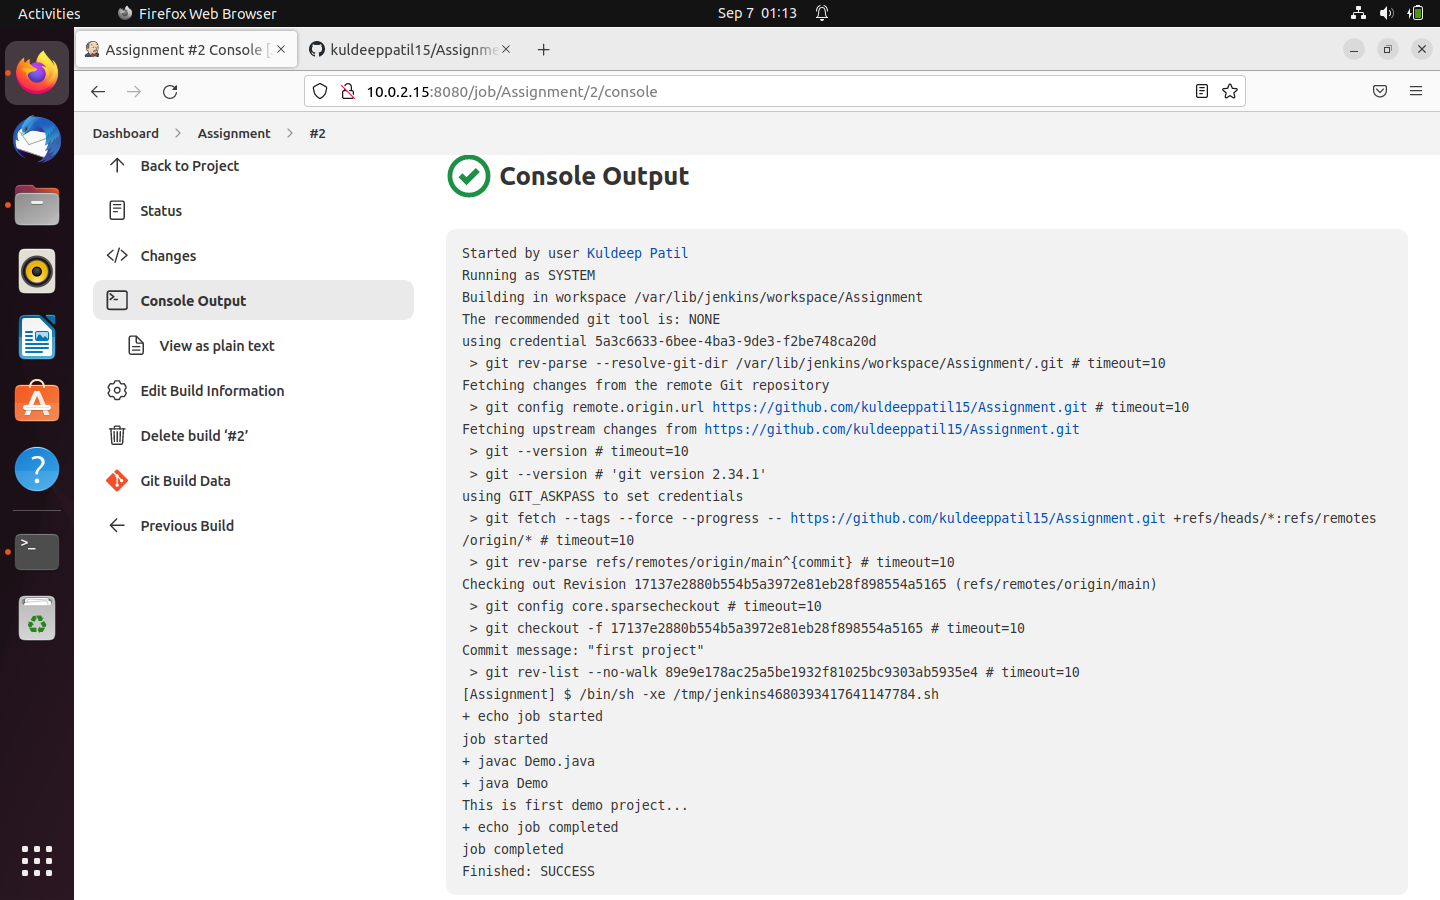 Activities
Firefox Web Browser
Sep 7 01:13
Assignment #2 Console [
kuldeeppatil15/Assignme
10.0.2.15:8080/job/Assignment/2/console
Dashboard
Assignment
#2
Back to Project
Status
Changes
Console Output
View as plain text
Edit Build Information
Delete build ‘#2’
Git Build Data
Previous Build
Console Output
Started by user Kuldeep Patil
Running as SYSTEM
Building in workspace /var/lib/jenkins/workspace/Assignment
The recommended git tool is: NONE
using credential 5a3c6633-6bee-4ba3-9de3-f2be748ca20d
> git rev-parse --resolve-git-dir /var/lib/jenkins/workspace/Assignment/.git # timeout=10
Fetching changes from the remote Git repository
> git config remote.origin.url https://github.com/kuldeeppatil15/Assignment.git # timeout=10
Fetching upstream changes from https://github.com/kuldeeppatil15/Assignment.git
> git --version # timeout=10
> git --version # 'git version 2.34.1'
using GIT_ASKPASS to set credentials
> git fetch --tags --force --progress -- https://github.com/kuldeeppatil15/Assignment.git +refs/heads/*:refs/remotes
/origin/* # timeout=10
> git rev-parse refs/remotes/origin/main^{commit} # timeout=10
Checking out Revision 17137e2880b554b5a3972e81eb28f898554a5165 (refs/remotes/origin/main)
> git config core.sparsecheckout # timeout=10
> git checkout -f 17137e2880b554b5a3972e81eb28f898554a5165 # timeout=10
Commit message: "first project"
> git rev-list --no-walk 89e9e178ac25a5be1932f81025bc9303ab5935e4 # timeout=10
[Assignment] $ /bin/sh -xe /tmp/jenkins4680393417641147784.sh
+ echo job started
job started
+ javac Demo.java
+ java Demo
This is first demo project...
+ echo job completed
job completed
Finished: SUCCESS